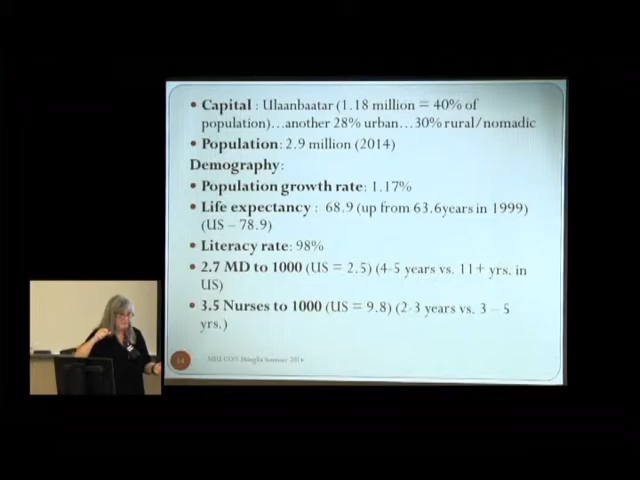 • Capital : Ulaanbaatar (1.18 million = 40% of
population)...another 28% urban...30% rural/nomadic
• Population: 2.9 million (2014)
Demography:
• Population growth rate: 1.17%
• Life expectancy : 68.9 (up from 63.6years in 1999)
(US – 78.9)
• Literacy rate: 98%
• 2.7 MD to 1000 (US = 2.5) (4-5 years vs. 11+ yrs. in
US)
• 3.5 Nurses to 1000 (US = 9.8) (2-3 years vs. 3 – 5
yrs.)
CON Mongolia Summer